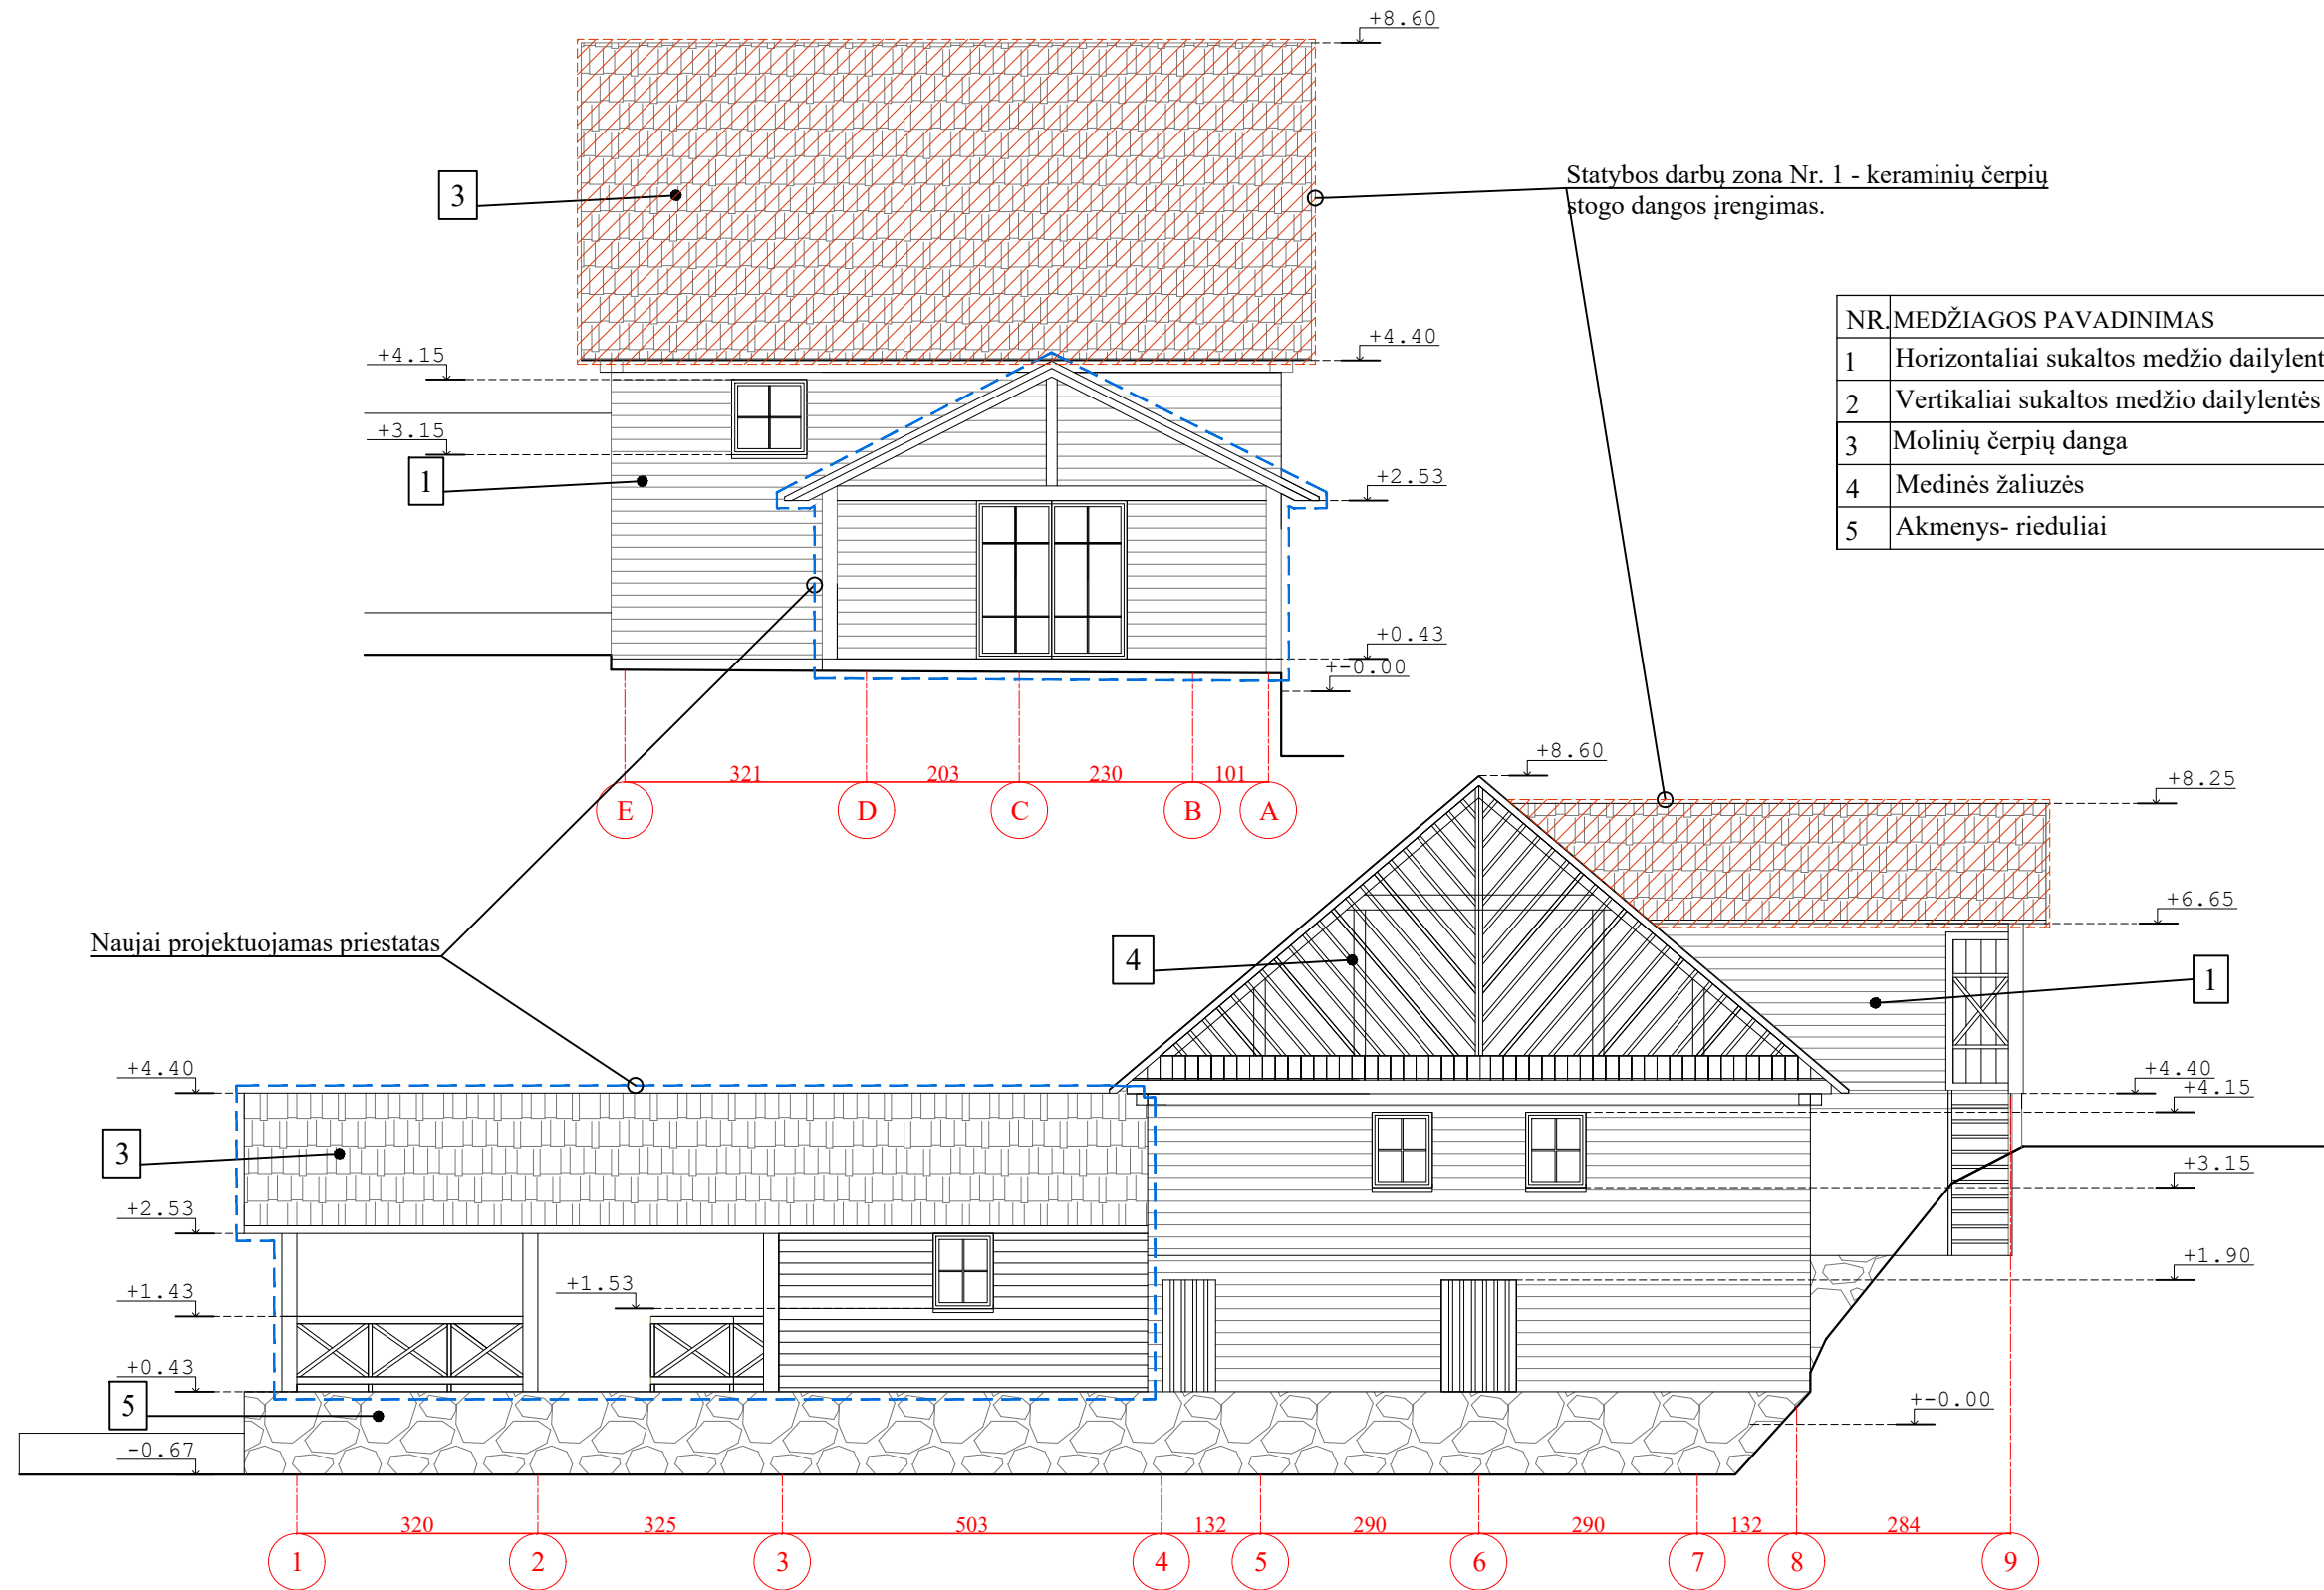 +8.60
3
Statybos darbų zona Nr. 1 - keraminių čerpių
stogo dangos įrengimas.
NR. MEDŽIAGOS PAVADINIMAS
1 Horizontaliai sukaltos medžio dailylent
2 Vertikaliai sukaltos medžio dailylentės
3 Molinių čerpių danga
4 Medinės žaliuzės
5 Akmenys- rieduliai
+4.40
+4.15
+3.15
1
+2.53
+0.43
+-0.00
321 203 230 101
E D C B A
+8.60
+8.25
+6.65
Naujai projektuojamas priestatas
4
1
+4.40
+4.40
+4.15
3
+3.15
+2.53
+1.90
+1.53
+1.43
+0.43
5
+-0.00
-0.67
320 325 503 132 290 290 132 284
1 2 3 4 5 6 7 8 9